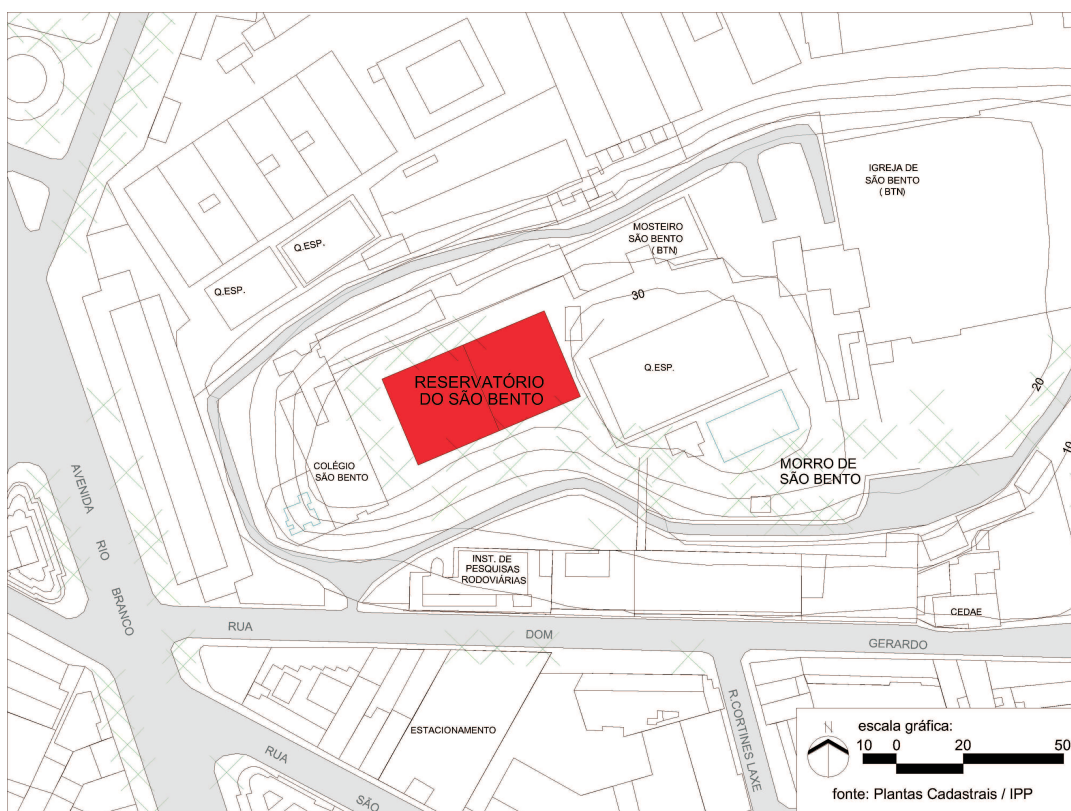 IGREJA DE
SÃO BENTO
( BTN)
MOSTEIRO
SÃO BENTO
( BTN)
Q.ESP.
Q.ESP.
30
Q.ESP.
RESERVATÓRIO
DO SÃO BENTO
20
10
COLÉGIO
SÃO BENTO
MORRO DE
SÃO BENTO
AVENIDA
RIO
BRANCO
INST. DE
PESQUISAS
RODOVIÁRIAS
CEDAE
RUA
DOM
GERARDO
ESTACIONAMENTO
R.CORTINES LAXE
RUA
SÃO
N
escala gráfica:
10 0 20 50
fonte: Plantas Cadastrais / IPP